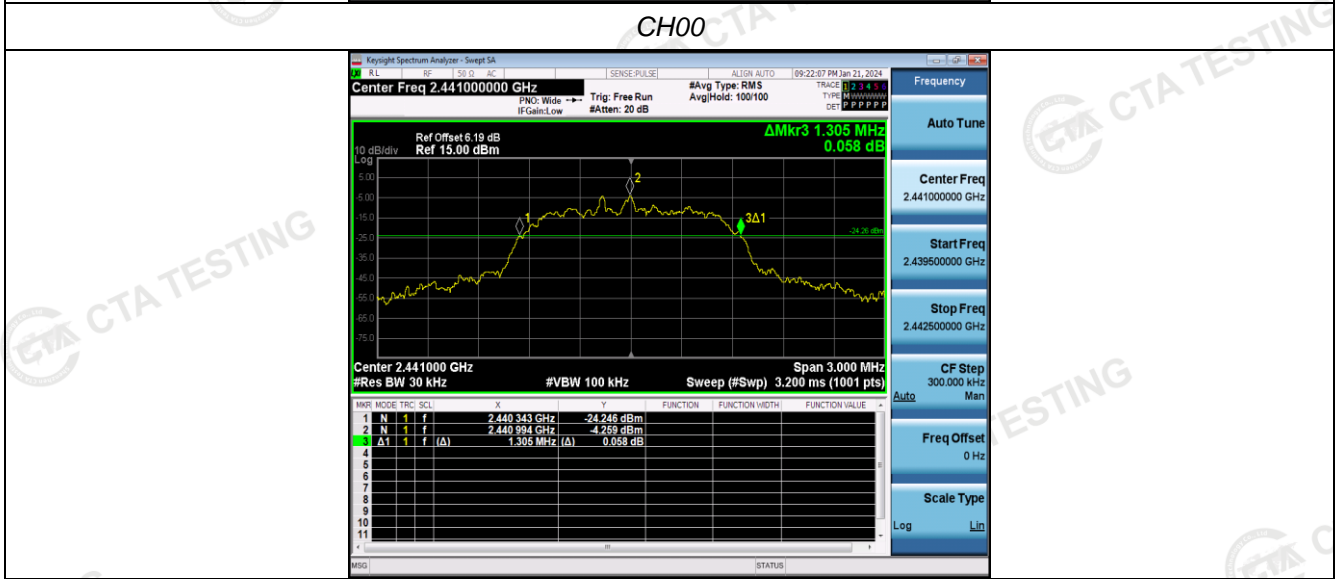 CH00
CTA TESTING
Keysight Spectrum Analyzer - Swept SA
RL RF 50 Ω AC SENSE:PULSE ALIGN AUTO 09:22:07 PM Jan 21, 2024
Center Freq 2.441000000 GHz
PNO: Wide
IFGain:Low
Trig: Free Run
#Atten: 20 dB
#Avg Type: RMS
Avg|Hold: 100/100
TRACE 1 2 3 4 5 6
TYPE M WWWWW
DET P P P P P P
Frequency
Auto Tune
Center Freq
2.441000000 GHz
Start Freq
2.439500000 GHz
Stop Freq
2.442500000 GHz
CF Step
300.000 kHz
Auto Man
Freq Offset
0 Hz
Scale Type
Log Lin
ΔMkr3 1.305 MHz
0.058 dB
Ref Offset 6.19 dB
10 dB/div Ref 15.00 dBm
Log
5.00
-5.00
-15.0
-25.0
-35.0
-45.0
-55.0
-65.0
-75.0
1
2
3Δ1
-24.26 dBm
Center 2.441000 GHz Span 3.000 MHz
#Res BW 30 kHz #VBW 100 kHz Sweep (#Swp) 3.200 ms (1001 pts)
MKR MODE TRC SCL X Y FUNCTION FUNCTION WIDTH FUNCTION VALUE
1 N 1 f 2.440 343 GHz -24.246 dBm
2 N 1 f 2.440 994 GHz -4.259 dBm
3 Δ1 1 f (Δ) 1.305 MHz (Δ) 0.058 dB
4
5
6
7
8
9
10
11
MSG STATUS
CTA TESTING
CTA TESTING
CTA TESTING